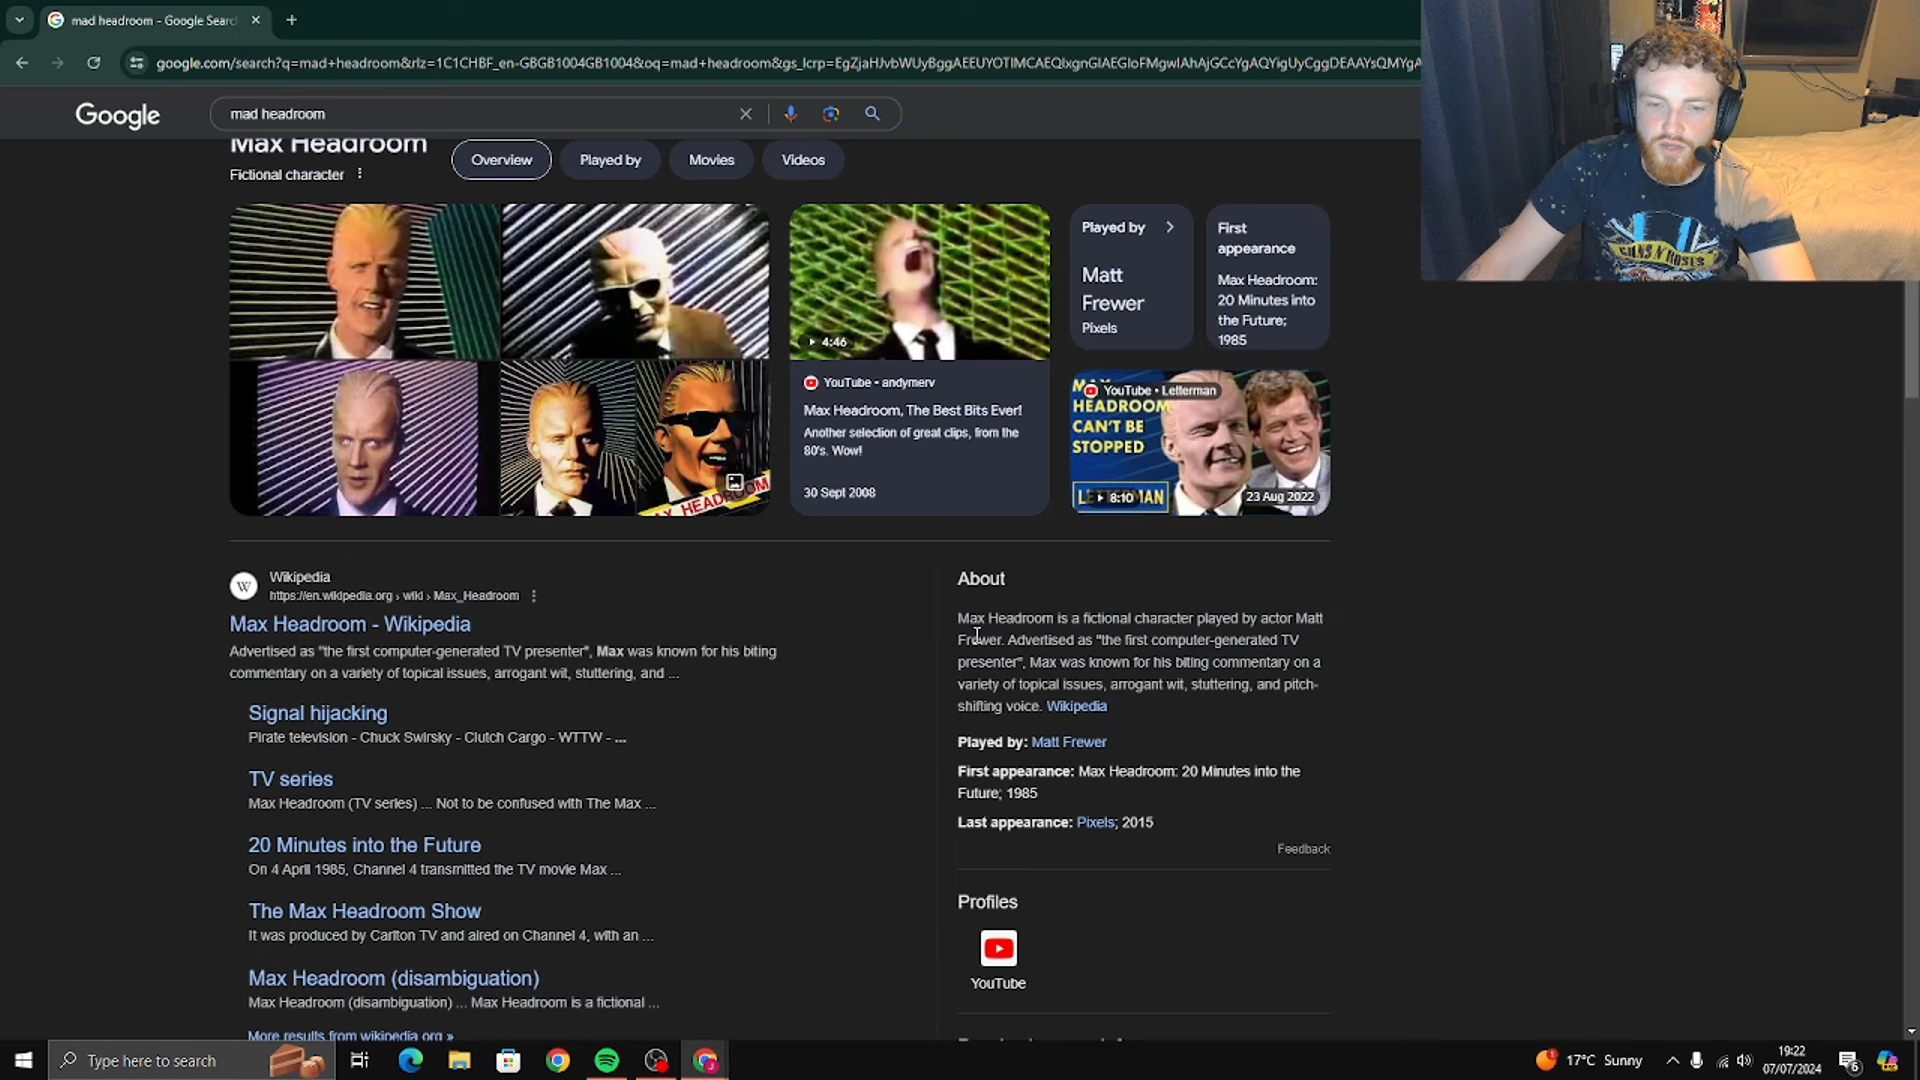 mad headroom - Google Searc
google.com/search?q=mad+headroom&rlz=1C1CHBF_en-GBGB1004GB1004&oq=mad+headroom&gs_lcrp=
Google
mad headroom
Max Headroom
Fictional character
Overview
Played by
Movies
Videos
4:46
YouTube • andymerv
Max Headroom, The Best Bits Ever!
Another selection of great clips, from the
80's. Wow!
30 Sept 2008
MAX HEADROOM
Played by
Matt
Frewer
Pixels
First
appearance
Max Headroom:
20 Minutes into
the Future;
1985
YouTube • Letterman
MAX
HEADROOM
CAN'T BE
STOPPED
LETTERMAN
8:10
23 Aug 2022
GUNS N' ROSES
W
Wikipedia
https://en.wikipedia.org › wiki › Max_Headroom
Max Headroom - Wikipedia
Advertised as "the first computer-generated TV presenter", Max was known for his biting
commentary on a variety of topical issues, arrogant wit, stuttering, and ...
Signal hijacking
Pirate television - Chuck Swirsky - Clutch Cargo - WTTW - ...
TV series
Max Headroom (TV series) ... Not to be confused with The Max ...
20 Minutes into the Future
On 4 April 1985, Channel 4 transmitted the TV movie Max ...
The Max Headroom Show
It was produced by Carlton TV and aired on Channel 4, with an ...
Max Headroom (disambiguation)
Max Headroom (disambiguation) ... Max Headroom is a fictional ...
More results from wikipedia.org »
About
Max Headroom is a fictional character played by actor Matt
Frewer. Advertised as "the first computer-generated TV
presenter", Max was known for his biting commentary on a
variety of topical issues, arrogant wit, stuttering, and pitch-
shifting voice. Wikipedia
Played by: Matt Frewer
First appearance: Max Headroom: 20 Minutes into the
Future; 1985
Last appearance: Pixels; 2015
Feedback
Profiles
YouTube
Type here to search
17°C Sunny
19:22
07/07/2024
6